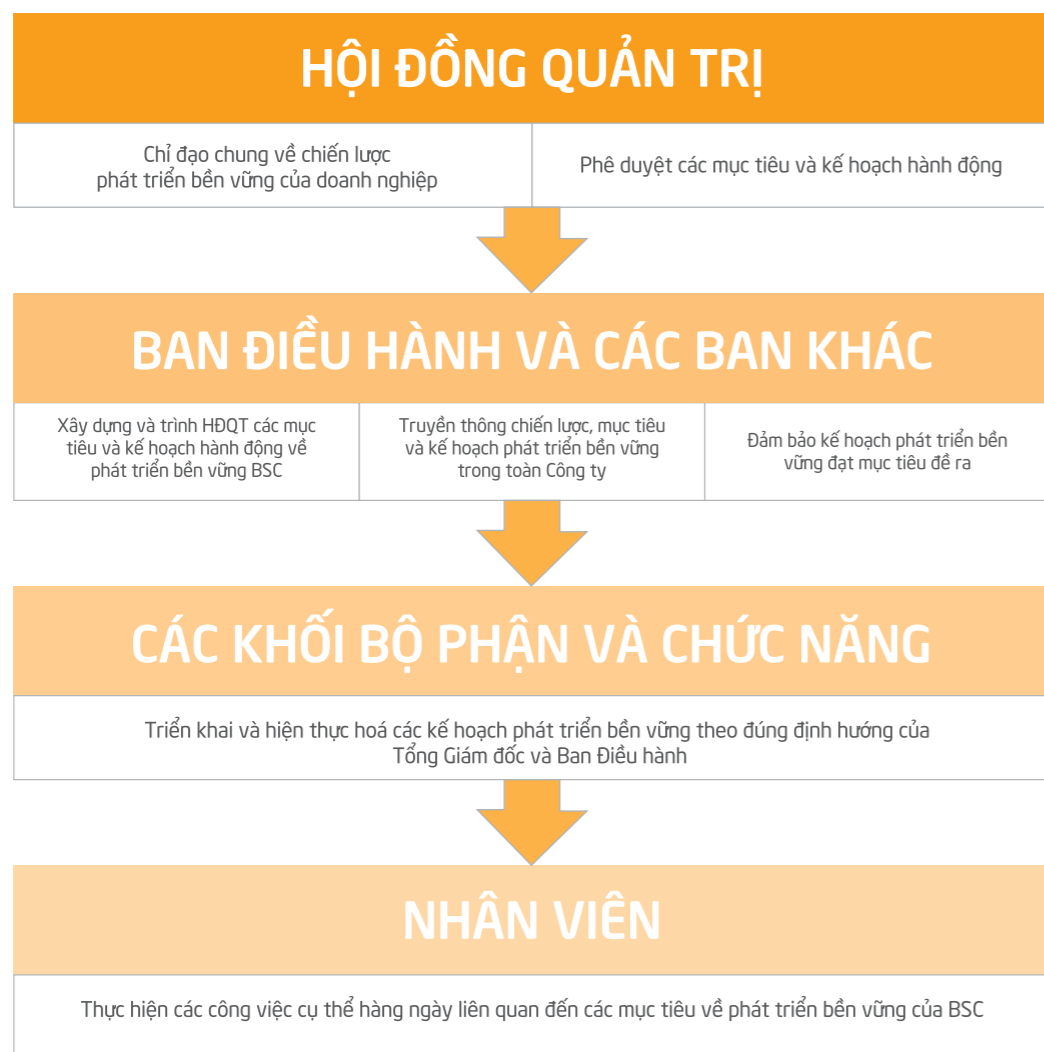 HỘI ĐỒNG QUẢN TRỊ
Chỉ đạo chung về chiến lược
phát triển bền vững của doanh nghiệp
Phê duyệt các mục tiêu và kế hoạch hành động
BAN ĐIỀU HÀNH VÀ CÁC BAN KHÁC
Xây dựng và trình HĐQT các mục
tiêu và kế hoạch hành động về
phát triển bền vững BSC
Truyền thông chiến lược, mục tiêu
và kế hoạch phát triển bền vững
trong toàn Công ty
Đảm bảo kế hoạch phát triển bền
vững đạt mục tiêu đề ra
CÁC KHỐI BỘ PHẬN VÀ CHỨC NĂNG
Triển khai và hiện thực hoá các kế hoạch phát triển bền vững theo đúng định hướng của
Tổng Giám đốc và Ban Điều hành
NHÂN VIÊN
Thực hiện các công việc cụ thể hàng ngày liên quan đến các mục tiêu về phát triển bền vững của BSC